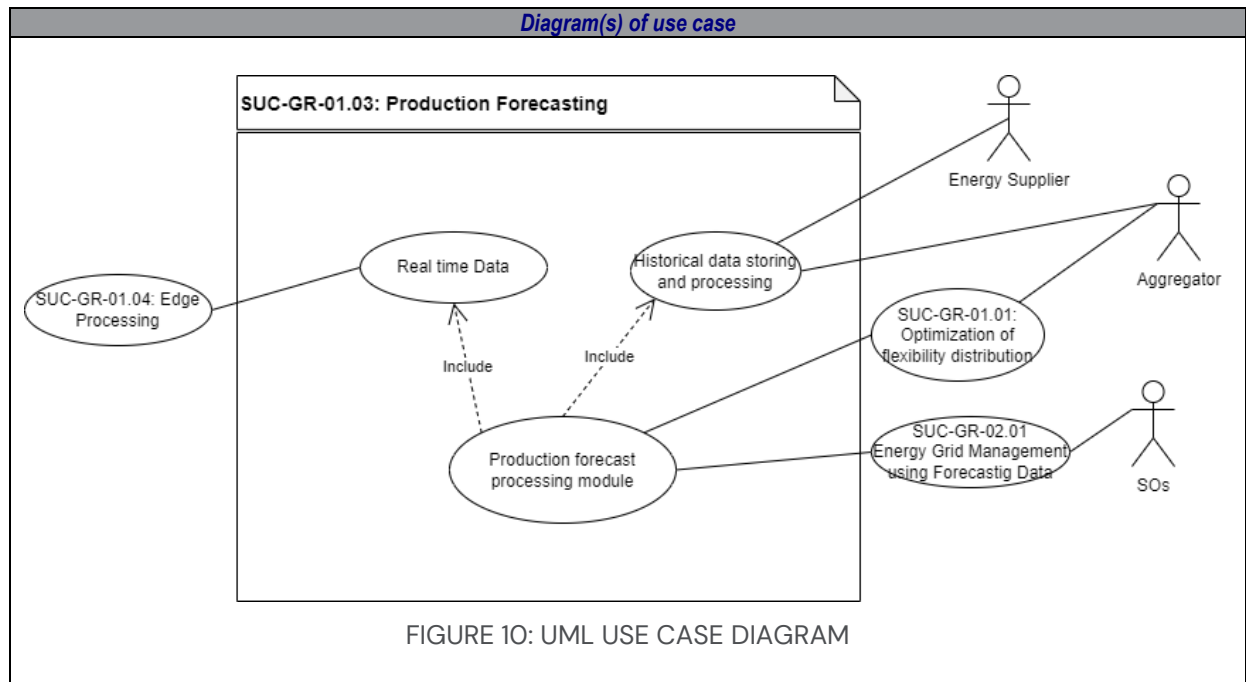 Diagram(s) of use case
SUC-GR-01.03: Production Forecasting
Energy Supplier
Aggregator
Real time Data
Historical data storing
and processing
SUC-GR-01.04: Edge
Processing
SUC-GR-01.01:
Optimization of
flexibility distribution
Include
Include
Production forecast
processing module
SUC-GR-02.01
Energy Grid Management
using Forecastig Data
SOs
FIGURE 10: UML USE CASE DIAGRAM